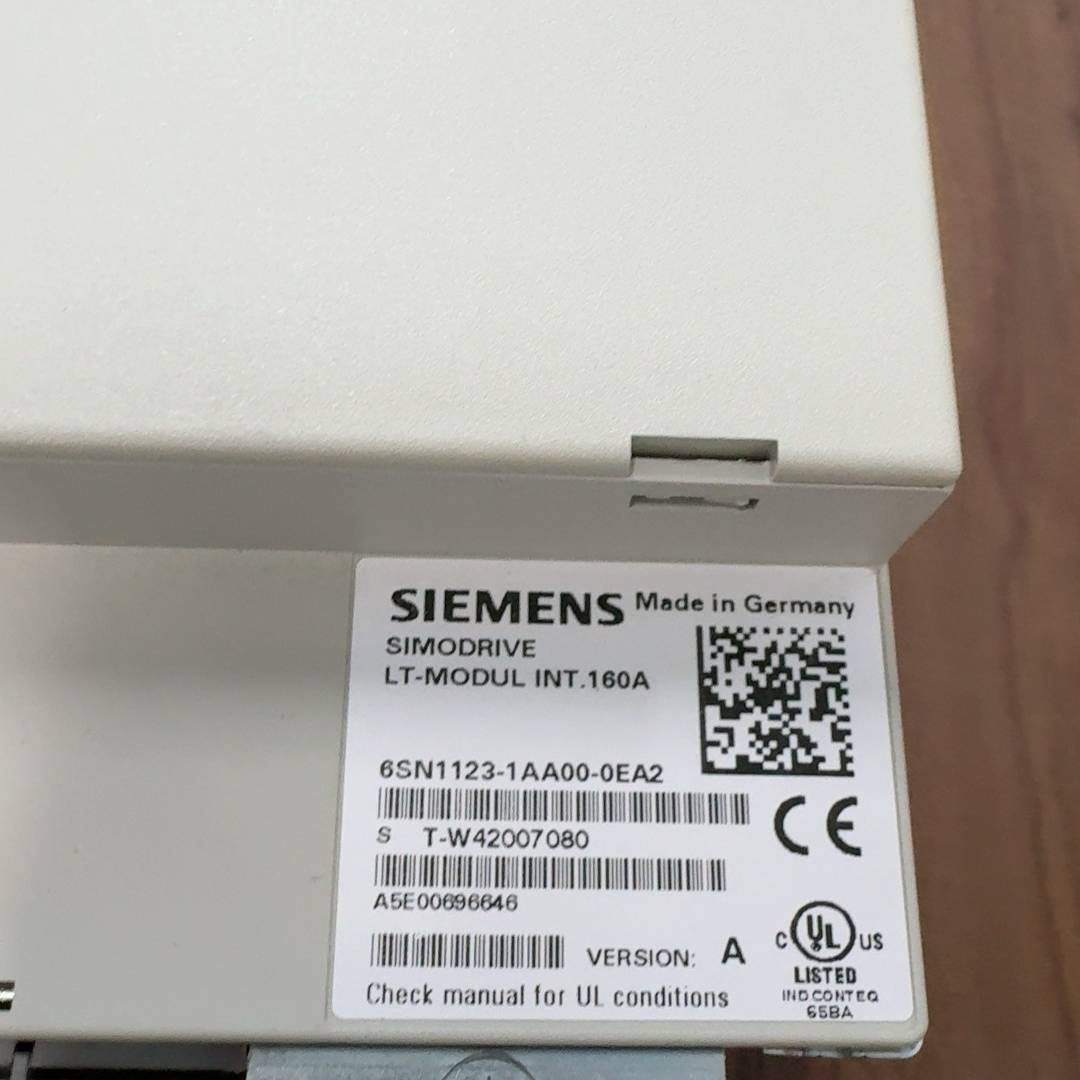 SIEMENS Made in Germany
SIMODRIVE
LT-MODUL INT.160A
6SN1123-1AA00-0EA2
S T-W42007080
A5E00696646
VERSION: A
Check manual for UL conditions
CE
C UL US
LISTED
IND.CONT.EQ
65BA